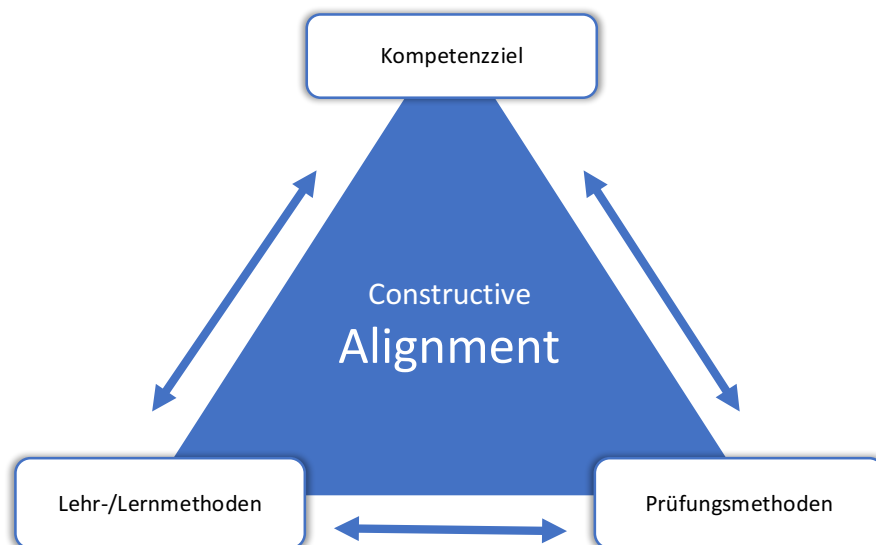 Kompetenzziel
Constructive
Alignment
Lehr-/Lernmethoden
Prüfungsmethoden